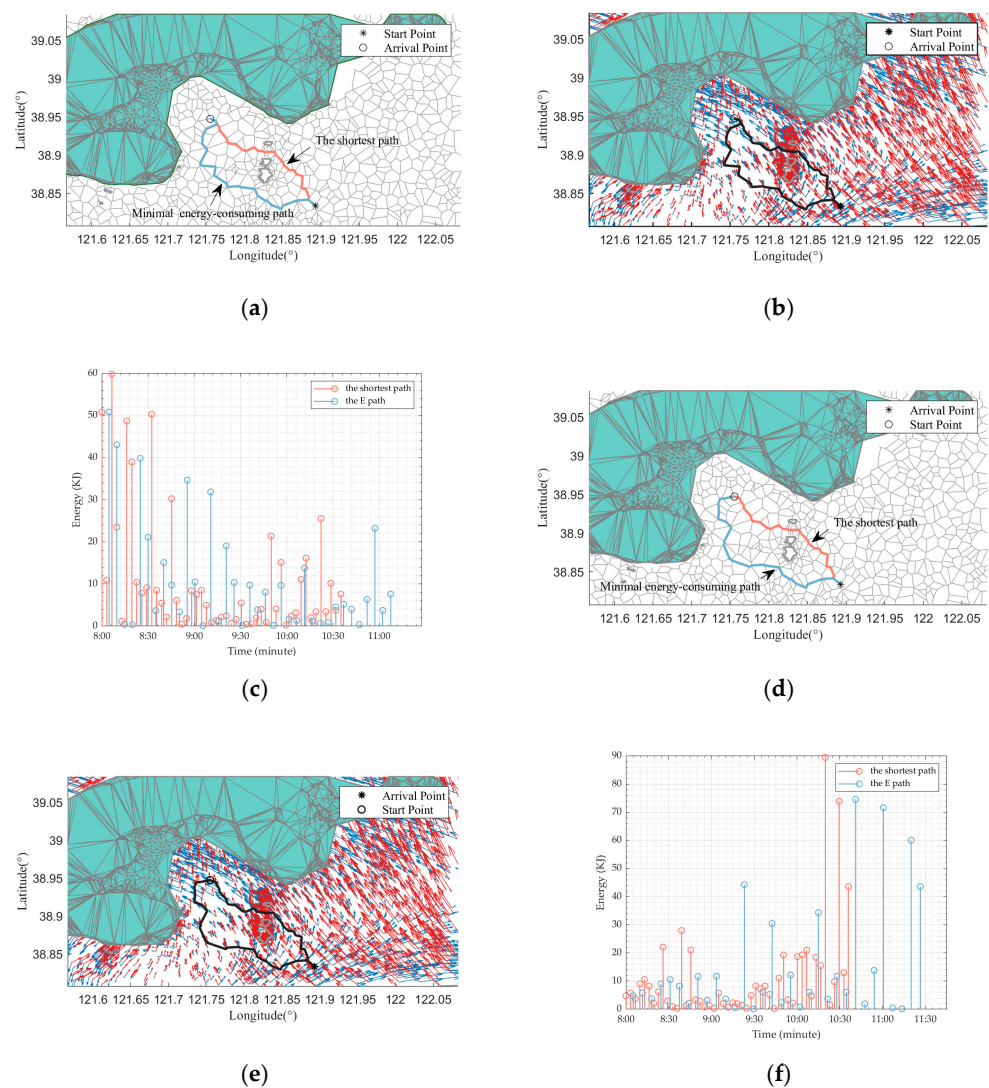 39.05
39
38.95
38.9
38.85
Latitude(°)
Start Point
Arrival Point
The shortest path
Minimal energy-consuming path
121.6 121.65 121.7 121.75 121.8 121.85 121.9 121.95 122 122.05
Longitude(°)
(a)
39.05
39
38.95
38.9
38.85
Latitude(°)
Start Point
Arrival Point
121.6 121.65 121.7 121.75 121.8 121.85 121.9 121.95 122 122.05
Longitude(°)
(b)
60
50
40
30
20
10
0
Energy (KJ)
the shortest path
the E path
8:00 8:30 9:00 9:30 10:00 10:30 11:00
Time (minute)
(c)
39.05
39
38.95
38.9
38.85
Latitude(°)
Arrival Point
Start Point
The shortest path
Minimal energy-consuming path
121.6 121.65 121.7 121.75 121.8 121.85 121.9 121.95 122 122.05
Longitude(°)
(d)
39.05
39
38.95
38.9
38.85
Latitude(°)
Arrival Point
Start Point
121.6 121.65 121.7 121.75 121.8 121.85 121.9 121.95 122 122.05
Longitude(°)
(e)
90
80
70
60
50
40
30
20
10
0
Energy (KJ)
the shortest path
the E path
8:00 8:30 9:00 9:30 10:00 10:30 11:00 11:30
Time (minute)
(f)